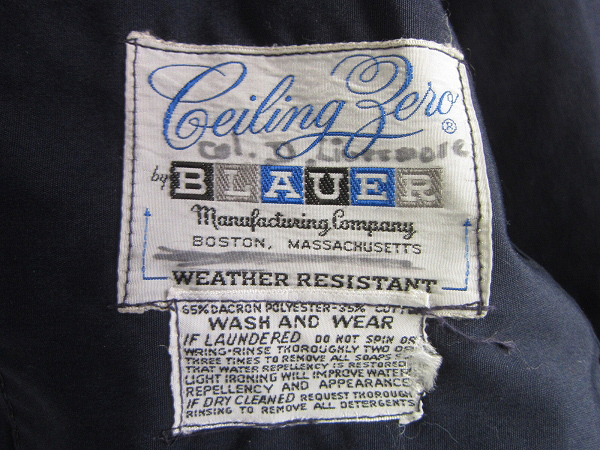 Ceiling Zero ®
Col. D. Livermore
by BLAUER
Manufacturing Company
BOSTON, MASSACHUSETTS
WEATHER RESISTANT
65% DACRON POLYESTER-35% COTTON
WASH AND WEAR
IF LAUNDERED DO NOT SPIN OR
WRING-RINSE THOROUGHLY TWO OR
THREE TIMES TO REMOVE ALL SOAPS SO
THAT WATER REPELLENCY IS RESTORED
LIGHT IRONING WILL IMPROVE WATER
REPELLENCY AND APPEARANCE
IF DRY CLEANED REQUEST THOROUGH
RINSING TO REMOVE ALL DETERGENTS